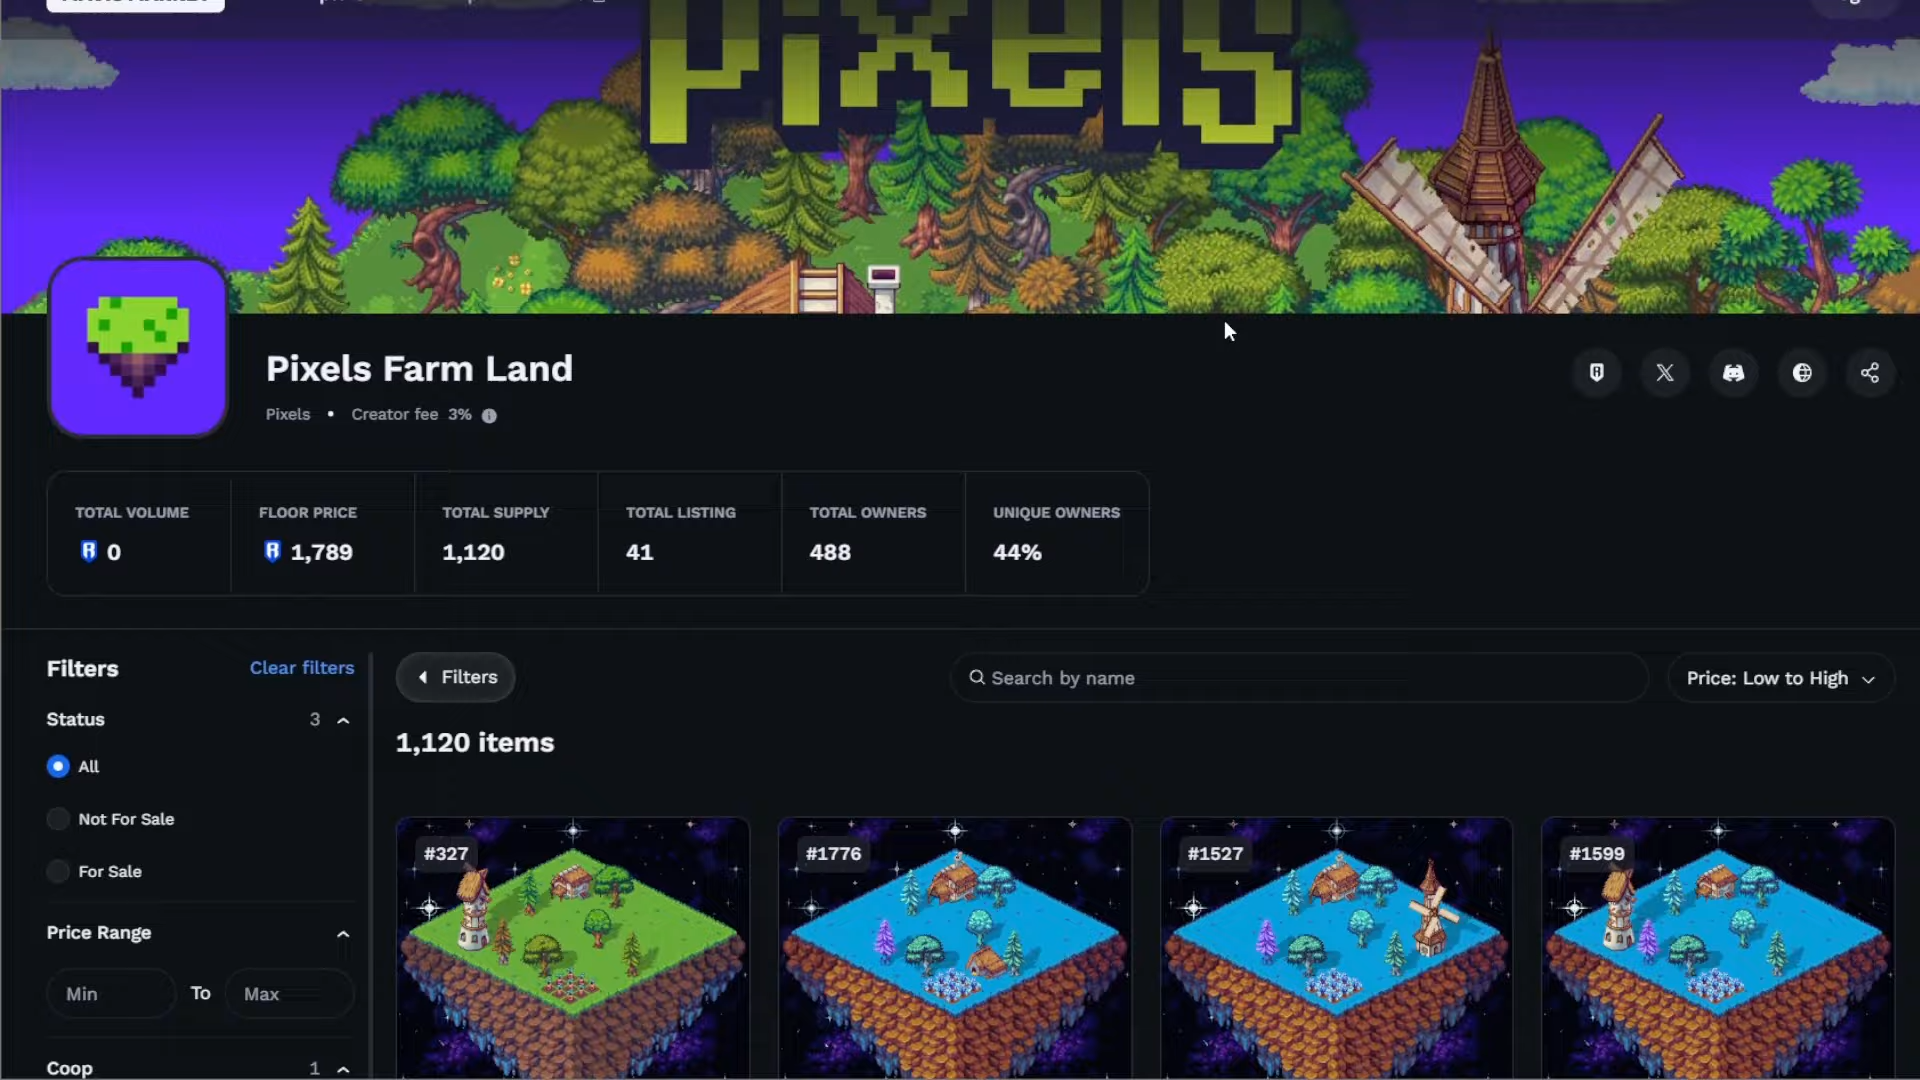 pixels
Pixels Farm Land
Pixels • Creator fee 3%
TOTAL VOLUME
0
FLOOR PRICE
1,789
TOTAL SUPPLY
1,120
TOTAL LISTING
41
TOTAL OWNERS
488
UNIQUE OWNERS
44%
Filters
Clear filters
Status 3
All
Not For Sale
For Sale
Price Range
Min To Max
Coop 1
Filters
Search by name
Price: Low to High
1,120 items
#327
#1776
#1527
#1599